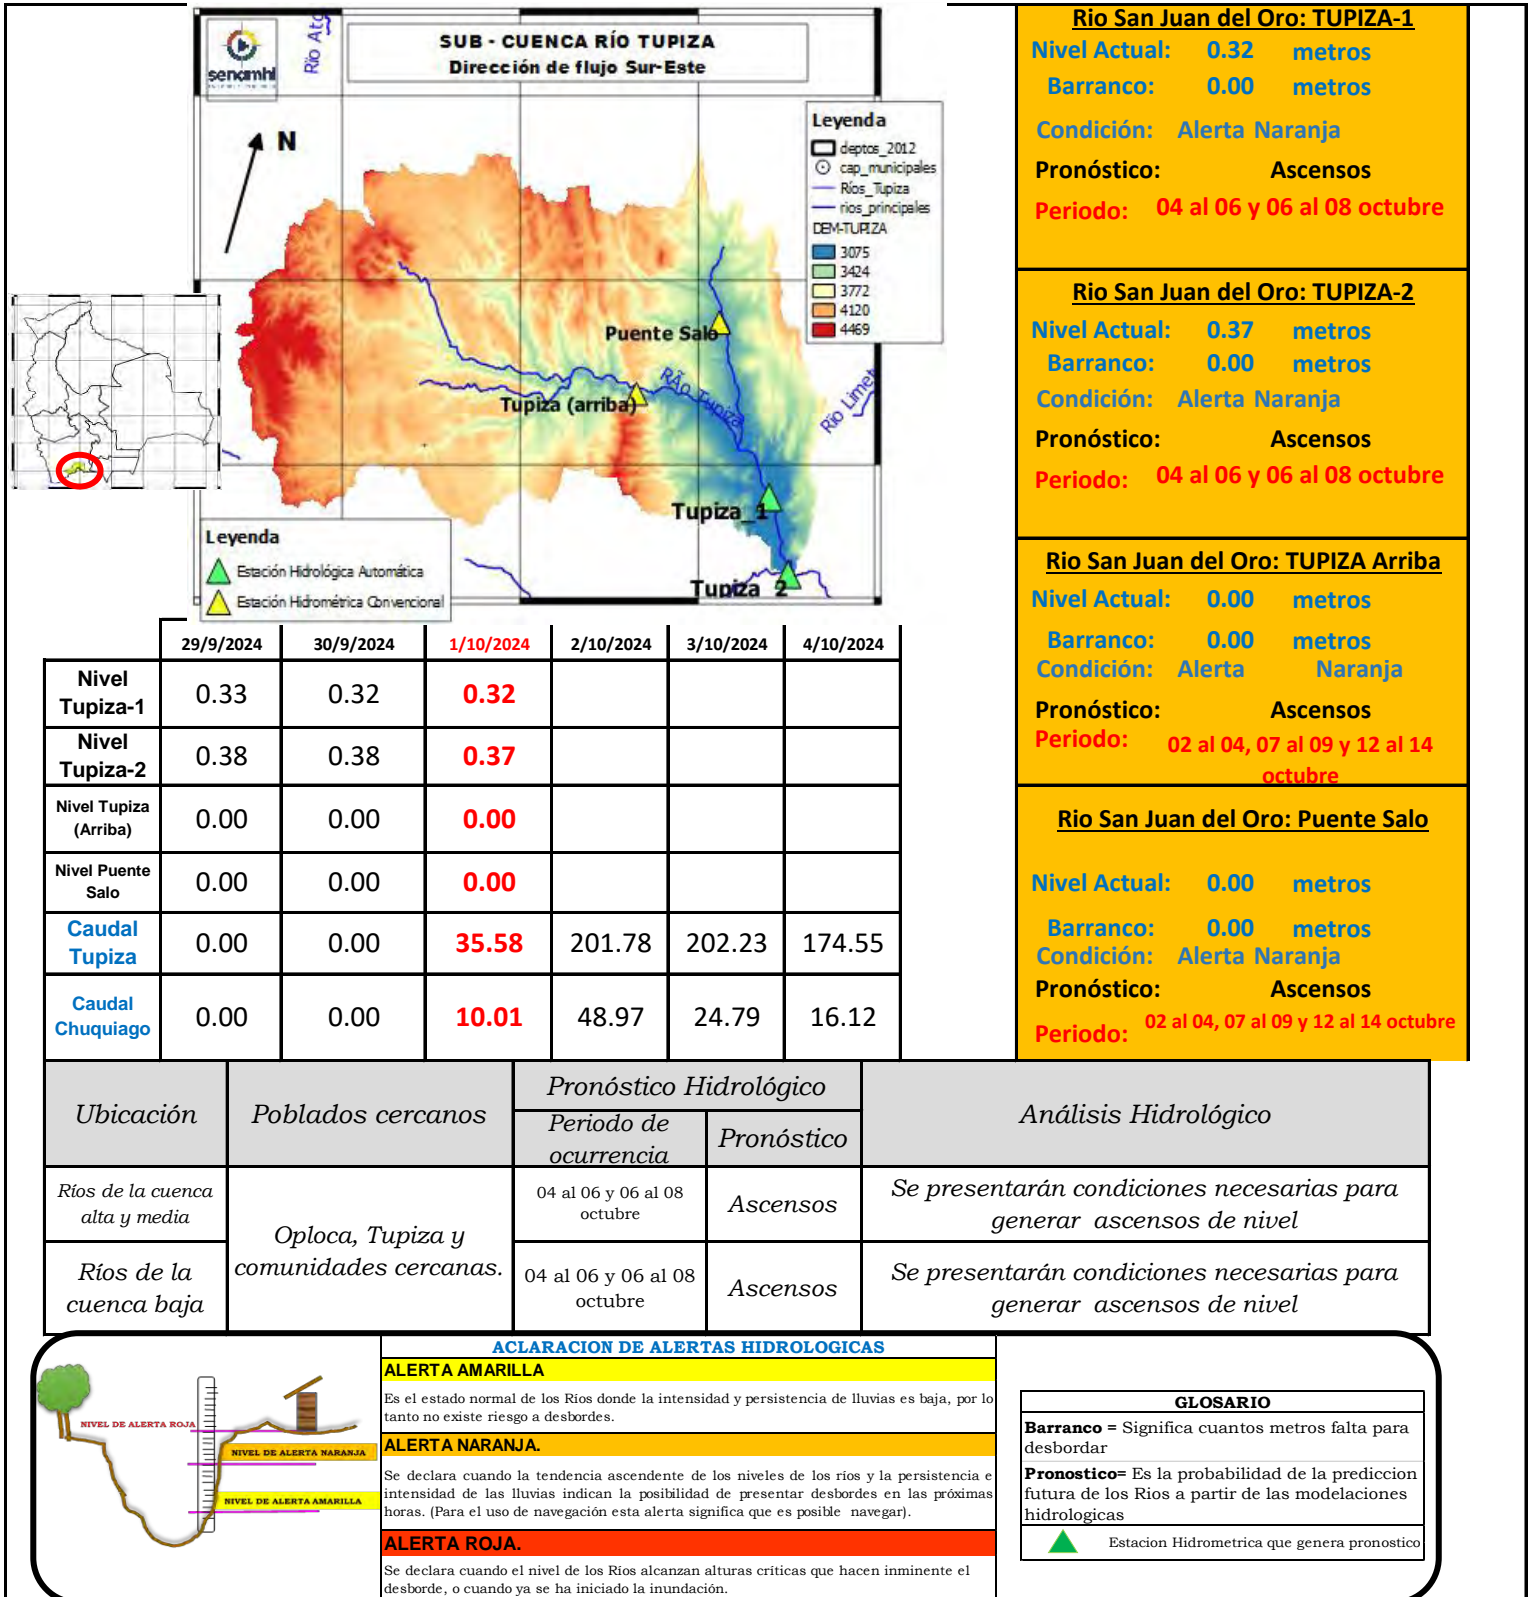 senamhi
Río Ato
SUB - CUENCA RÍO TUPIZA
Dirección de flujo Sur-Este
N
Leyenda
deptos_2012
cap_municipales
Ríos_Tupiza
rios_principales
DEM-TUPIZA
3075
3424
3772
4120
4469
Puente Salo
RÃ­o Tupiza
Tupiza (arriba)
Rio Limet
Tupiza_1
Tupiza_2
Leyenda
Estación Hidrológica Automática
Estación Hidrométrica Convencional
Rio San Juan del Oro: TUPIZA-1
Nivel Actual: 0.32 metros
Barranco: 0.00 metros
Condición: Alerta Naranja
Pronóstico: Ascensos
Periodo: 04 al 06 y 06 al 08 octubre
Rio San Juan del Oro: TUPIZA-2
Nivel Actual: 0.37 metros
Barranco: 0.00 metros
Condición: Alerta Naranja
Pronóstico: Ascensos
Periodo: 04 al 06 y 06 al 08 octubre
Rio San Juan del Oro: TUPIZA Arriba
Nivel Actual: 0.00 metros
Barranco: 0.00 metros
Condición: Alerta Naranja
Pronóstico: Ascensos
Periodo: 02 al 04, 07 al 09 y 12 al 14
octubre
Rio San Juan del Oro: Puente Salo
Nivel Actual: 0.00 metros
Barranco: 0.00 metros
Condición: Alerta Naranja
Pronóstico: Ascensos
Periodo: 02 al 04, 07 al 09 y 12 al 14 octubre
29/9/2024 30/9/2024 1/10/2024 2/10/2024 3/10/2024 4/10/2024
Nivel
Tupiza-1 0.33 0.32 0.32
Nivel
Tupiza-2 0.38 0.38 0.37
Nivel Tupiza
(Arriba) 0.00 0.00 0.00
Nivel Puente
Salo 0.00 0.00 0.00
Caudal
Tupiza 0.00 0.00 35.58 201.78 202.23 174.55
Caudal
Chuquiago 0.00 0.00 10.01 48.97 24.79 16.12
Ubicación
Poblados cercanos
Pronóstico Hidrológico
Periodo de
ocurrencia
Pronóstico
Análisis Hidrológico
Ríos de la cuenca
alta y media
Oploca, Tupiza y
comunidades cercanas.
04 al 06 y 06 al 08
octubre
Ascensos
Se presentarán condiciones necesarias para
generar ascensos de nivel
Ríos de la
cuenca baja
04 al 06 y 06 al 08
octubre
Ascensos
Se presentarán condiciones necesarias para
generar ascensos de nivel
NIVEL DE ALERTA ROJA
NIVEL DE ALERTA NARANJA
NIVEL DE ALERTA AMARILLA
ACLARACION DE ALERTAS HIDROLOGICAS
ALERTA AMARILLA
Es el estado normal de los Ríos donde la intensidad y persistencia de lluvias es baja, por lo
tanto no existe riesgo a desbordes.
ALERTA NARANJA.
Se declara cuando la tendencia ascendente de los niveles de los ríos y la persistencia e
intensidad de las lluvias indican la posibilidad de presentar desbordes en las próximas
horas. (Para el uso de navegación esta alerta significa que es posible navegar).
ALERTA ROJA.
Se declara cuando el nivel de los Ríos alcanzan alturas críticas que hacen inminente el
desborde, o cuando ya se ha iniciado la inundación.
GLOSARIO
Barranco = Significa cuantos metros falta para
desbordar
Pronostico= Es la probabilidad de la prediccion
futura de los Rios a partir de las modelaciones
hidrologicas
Estacion Hidrometrica que genera pronostico